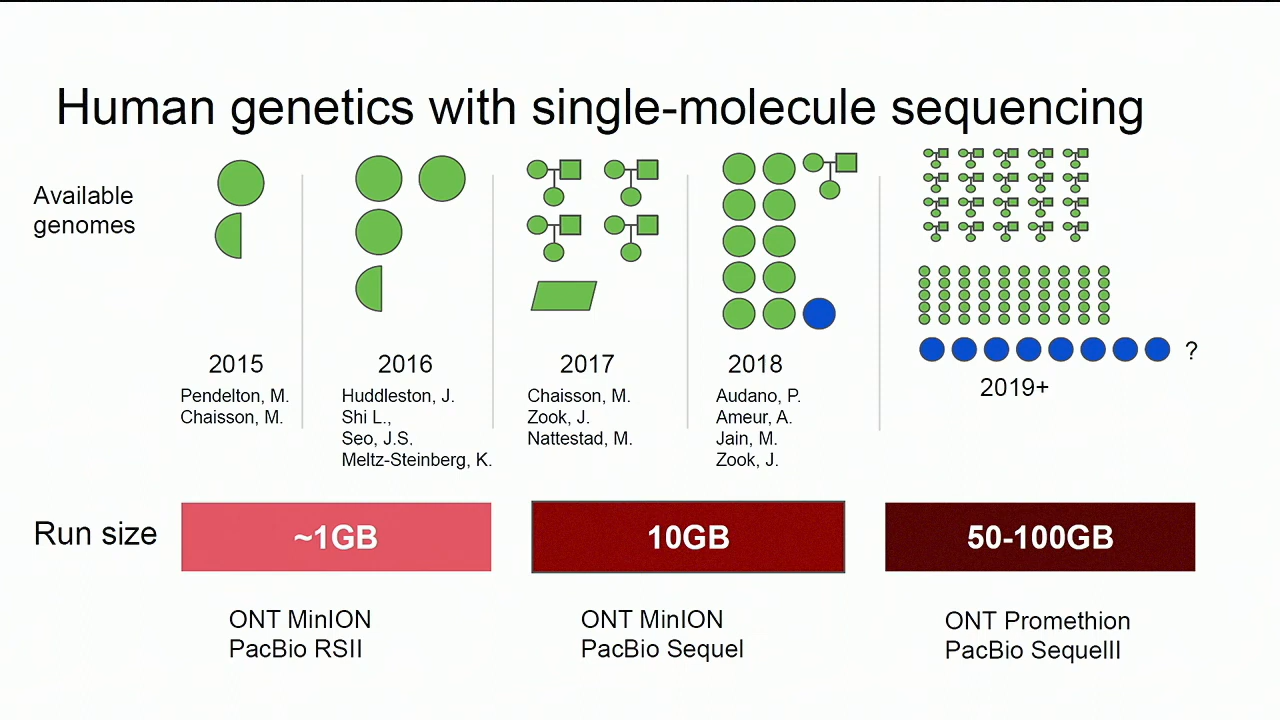 Human genetics with single-molecule sequencing
Available
genomes
?
2015
2016
2017
2018
2019+
Pendelton, M.
Chaisson, M.
Huddleston, J.
Shi L.,
Seo, J.S.
Meltz-Steinberg, K.
Chaisson, M.
Zook, J.
Nattestad, M.
Audano, P.
Ameur, A.
Jain, M.
Zook, J.
Run size
~1GB
10GB
50-100GB
ONT MinION
PacBio RSII
ONT MinION
PacBio Sequel
ONT Promethion
PacBio SequelII